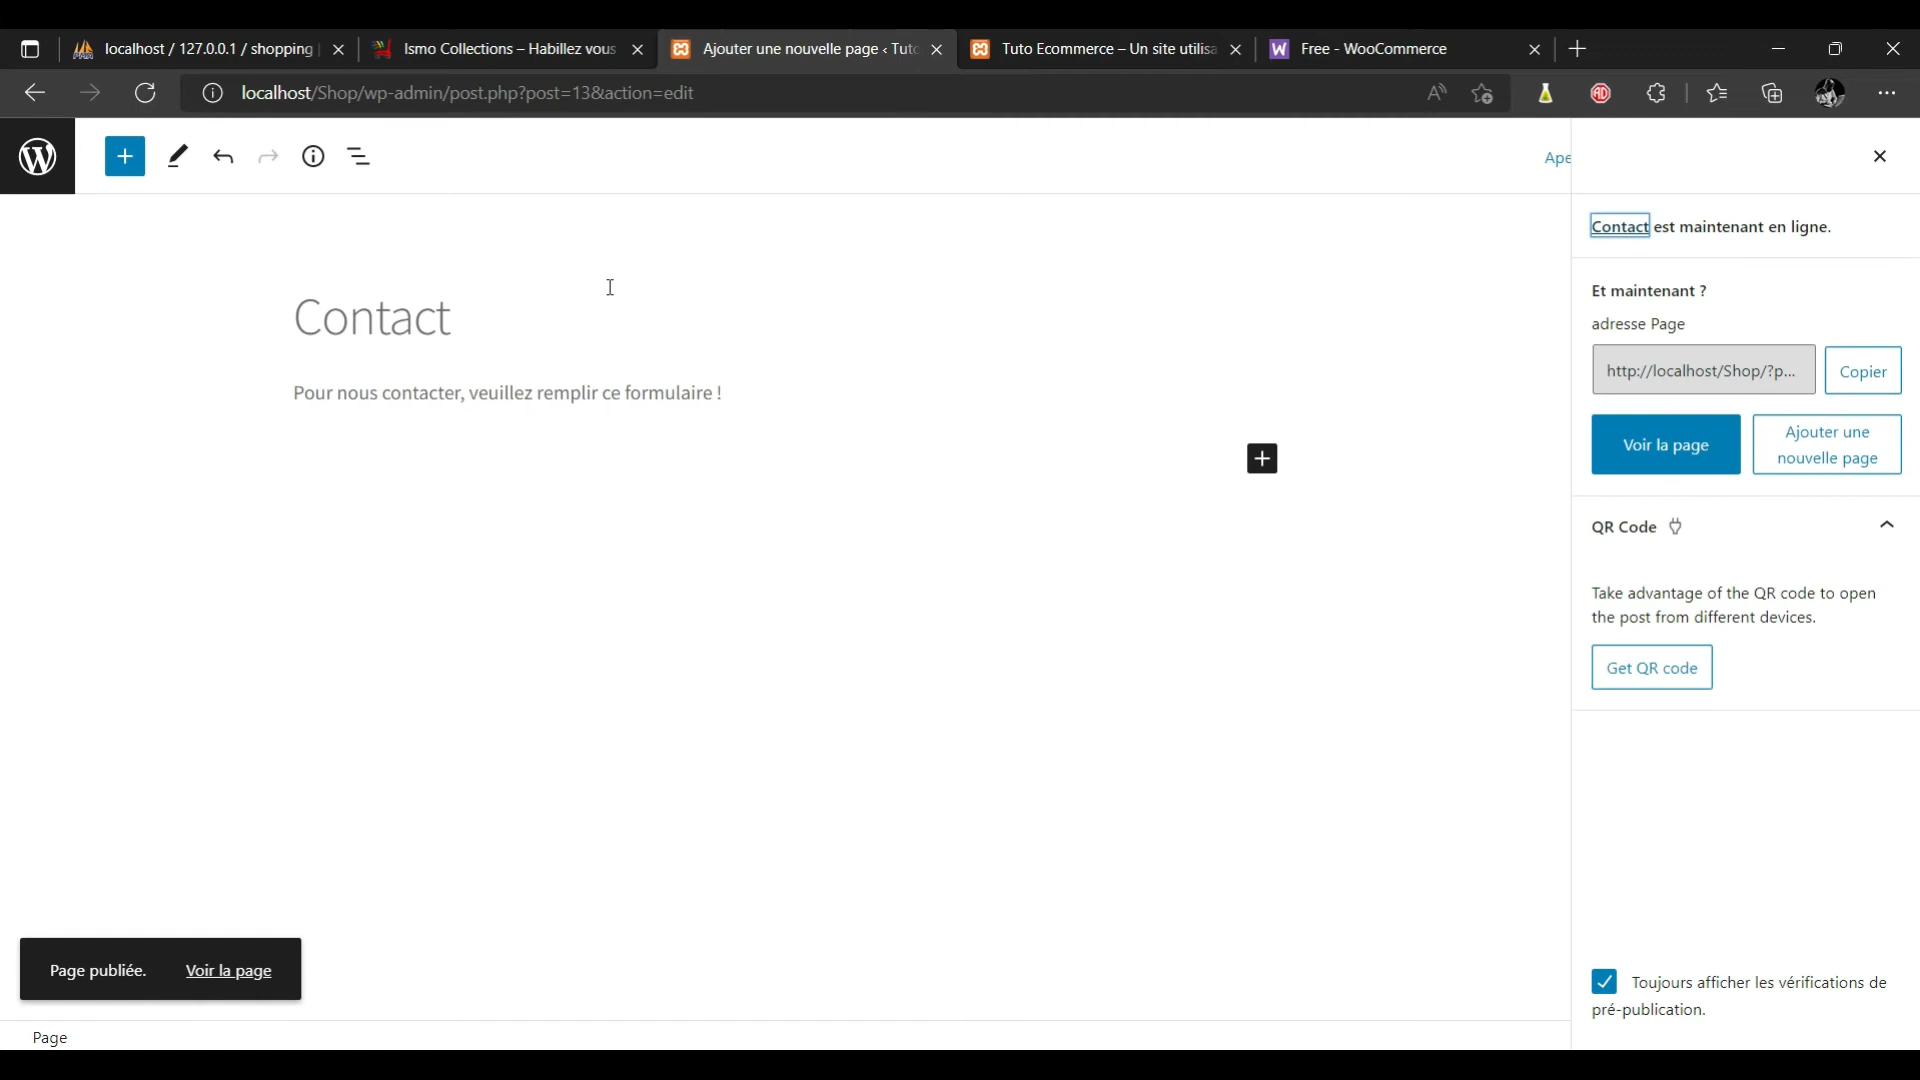 localhost / 127.0.0.1 / shopping
Ismo Collections – Habillez vous
Ajouter une nouvelle page ‹ Tuto
Tuto Ecommerce – Un site utilisa
Free - WooCommerce
localhost/Shop/wp-admin/post.php?post=13&action=edit
Ape
Contact est maintenant en ligne.
Contact
Et maintenant ?
adresse Page
http://localhost/Shop/?p...
Copier
Pour nous contacter, veuillez remplir ce formulaire !
Voir la page
Ajouter une
nouvelle page
QR Code
Take advantage of the QR code to open
the post from different devices.
Get QR code
Page publiée.
Voir la page
Toujours afficher les vérifications de
pré-publication.
Page